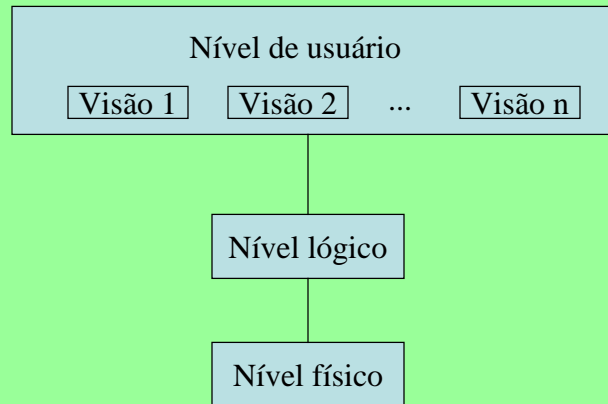 Nível de usuário
Visão 1 Visão 2 ... Visão n
Nível lógico
Nível físico